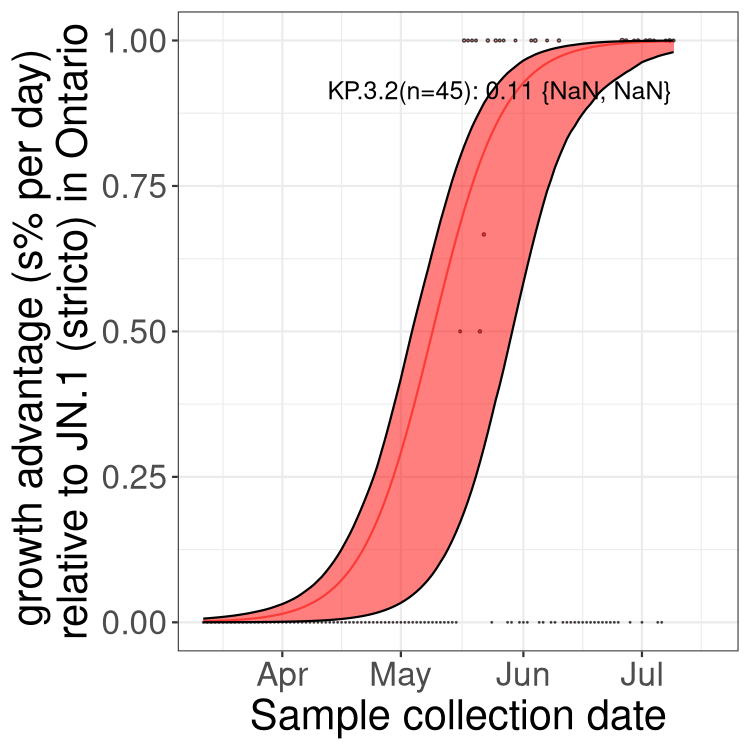 growth advantage (s% per day)
relative to JN.1 (stricto) in Ontario
1.00
0.75
0.50
0.25
0.00
KP.3.2(n=45): 0.11 {NaN, NaN}
Apr
May
Jun
Jul
Sample collection date